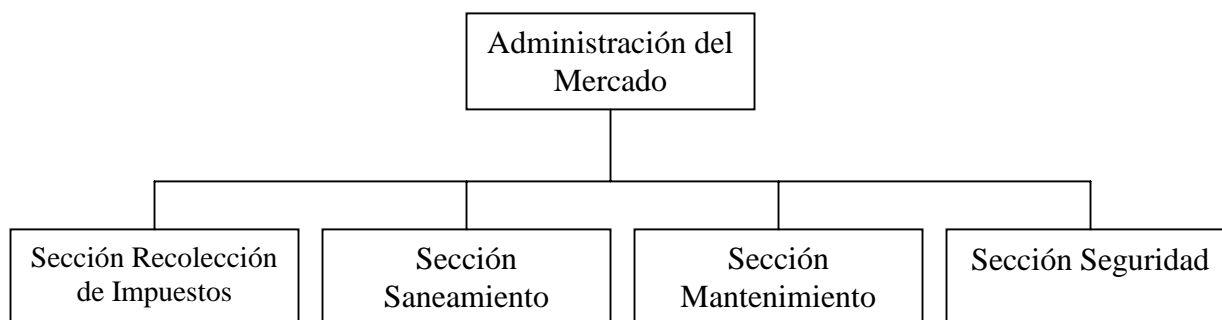 Administración del
Mercado
Sección Recolección
de Impuestos
Sección
Saneamiento
Sección
Mantenimiento
Sección Seguridad